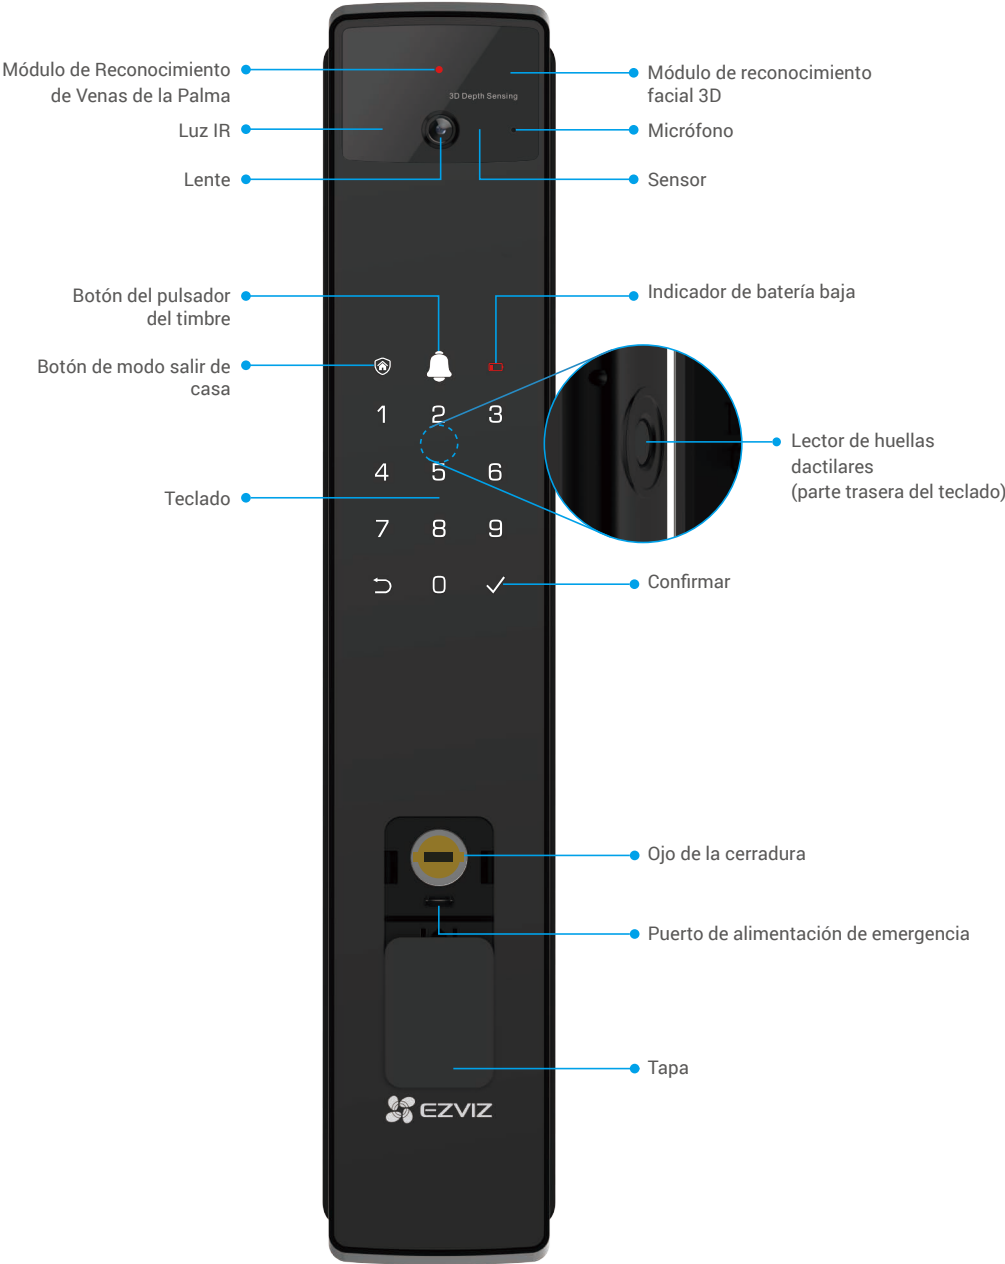 Módulo de Reconocimiento
de Venas de la Palma
Módulo de reconocimiento
facial 3D
3D Depth Sensing
Luz IR
Micrófono
Lente
Sensor
Botón del pulsador
del timbre
Indicador de batería baja
Botón de modo salir de
casa
1 2 3
Lector de huellas
dactilares
(parte trasera del teclado)
4 5 6
Teclado
7 8 9
0
Confirmar
Ojo de la cerradura
Puerto de alimentación de emergencia
Tapa
EZVIZ